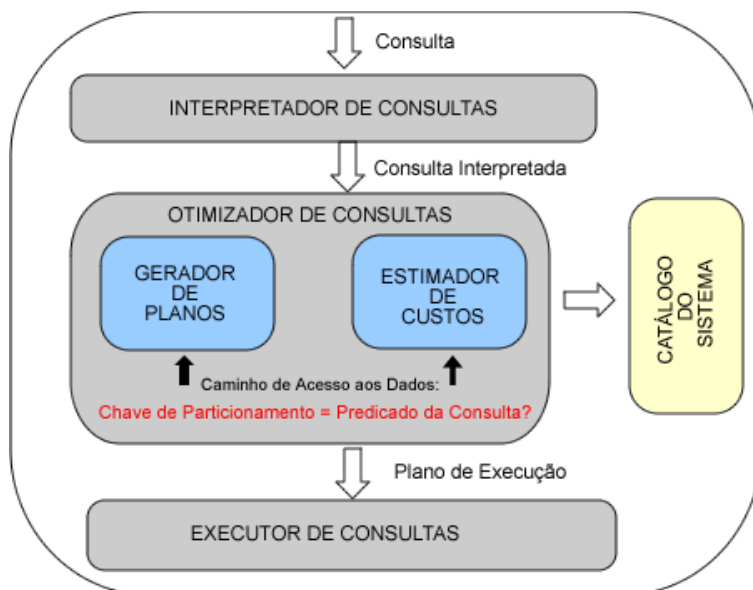 Consulta
INTERPRETADOR DE CONSULTAS
Consulta Interpretada
OTIMIZADOR DE CONSULTAS
GERADOR
DE
PLANOS
ESTIMADOR
DE
CUSTOS
Caminho de Acesso aos Dados:
Chave de Particionamento = Predicado da Consulta?
CATÁLOGO
DO
SISTEMA
Plano de Execução
EXECUTOR DE CONSULTAS